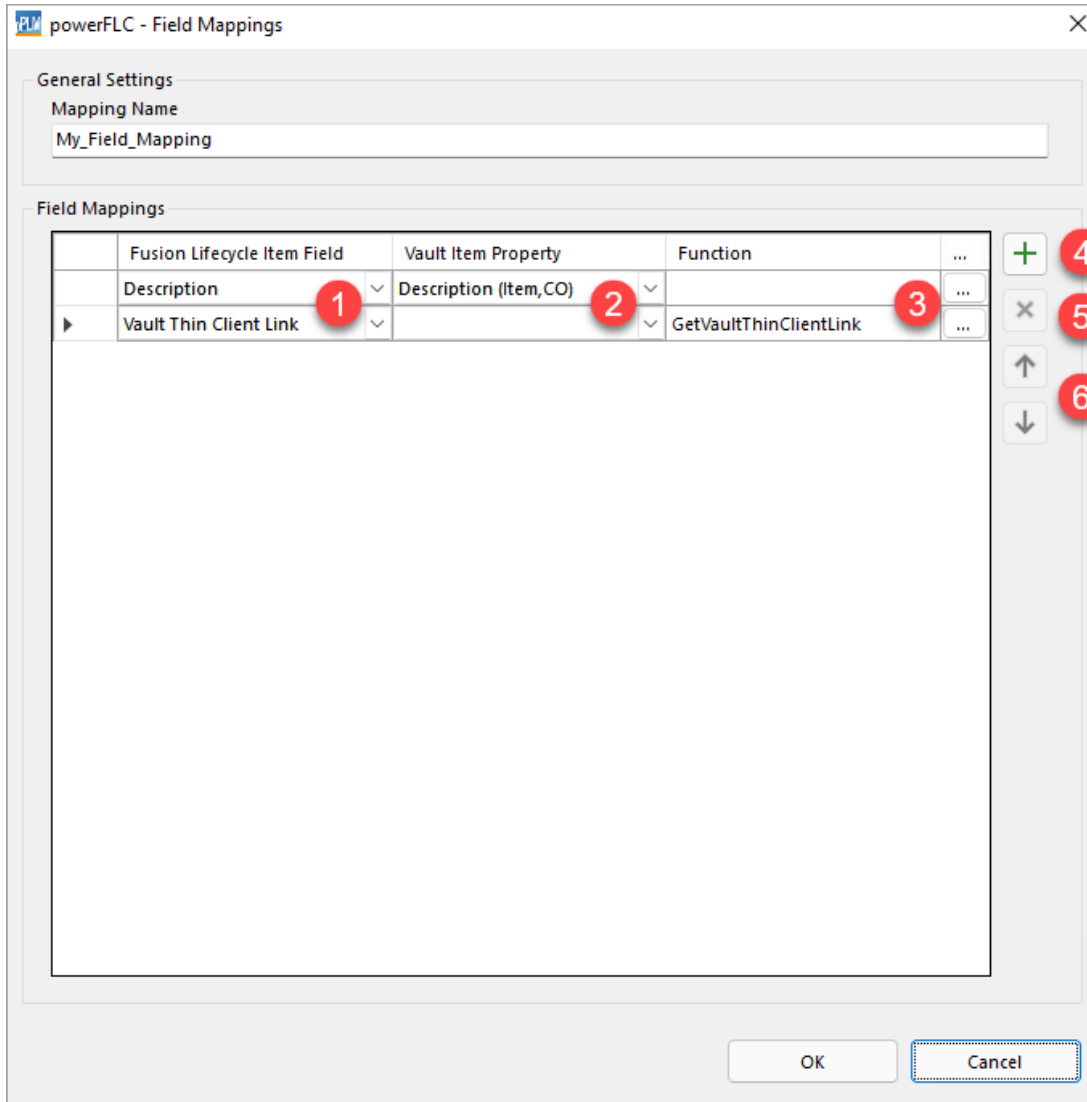 PLM powerFLC - Field Mappings
General Settings
Mapping Name
My_Field_Mapping
Field Mappings
Fusion Lifecycle Item Field Vault Item Property Function ...
Description 1 Description (Item,CO) 2 3 ... 4
Vault Thin Client Link GetVaultThinClientLink ... 5
6
OK Cancel